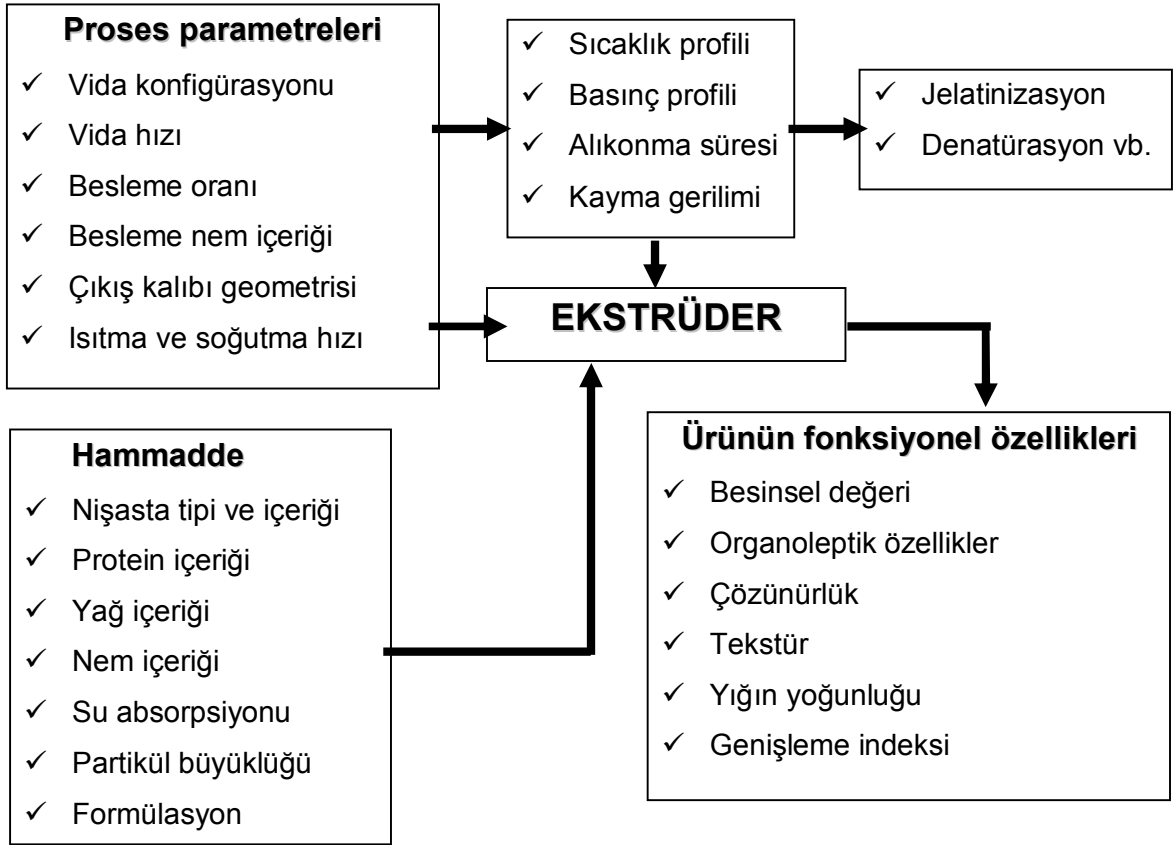 Proses parametreleri
✓ Vida konfigürasyonu
✓ Vida hızı
✓ Besleme oranı
✓ Besleme nem içeriği
✓ Çıkış kalıbı geometrisi
✓ Isıtma ve soğutma hızı
✓ Sıcaklık profili
✓ Basınç profili
✓ Alıkonma süresi
✓ Kayma gerilimi
✓ Jelatinizasyon
✓ Denatürasyon vb.
EKSTRÜDER
Hammadde
✓ Nişasta tipi ve içeriği
✓ Protein içeriği
✓ Yağ içeriği
✓ Nem içeriği
✓ Su absorpsiyonu
✓ Partikül büyüklüğü
✓ Formülasyon
Ürünün fonksiyonel özellikleri
✓ Besinsel değeri
✓ Organoleptik özellikler
✓ Çözünürlük
✓ Tekstür
✓ Yığın yoğunluğu
✓ Genişleme indeksi